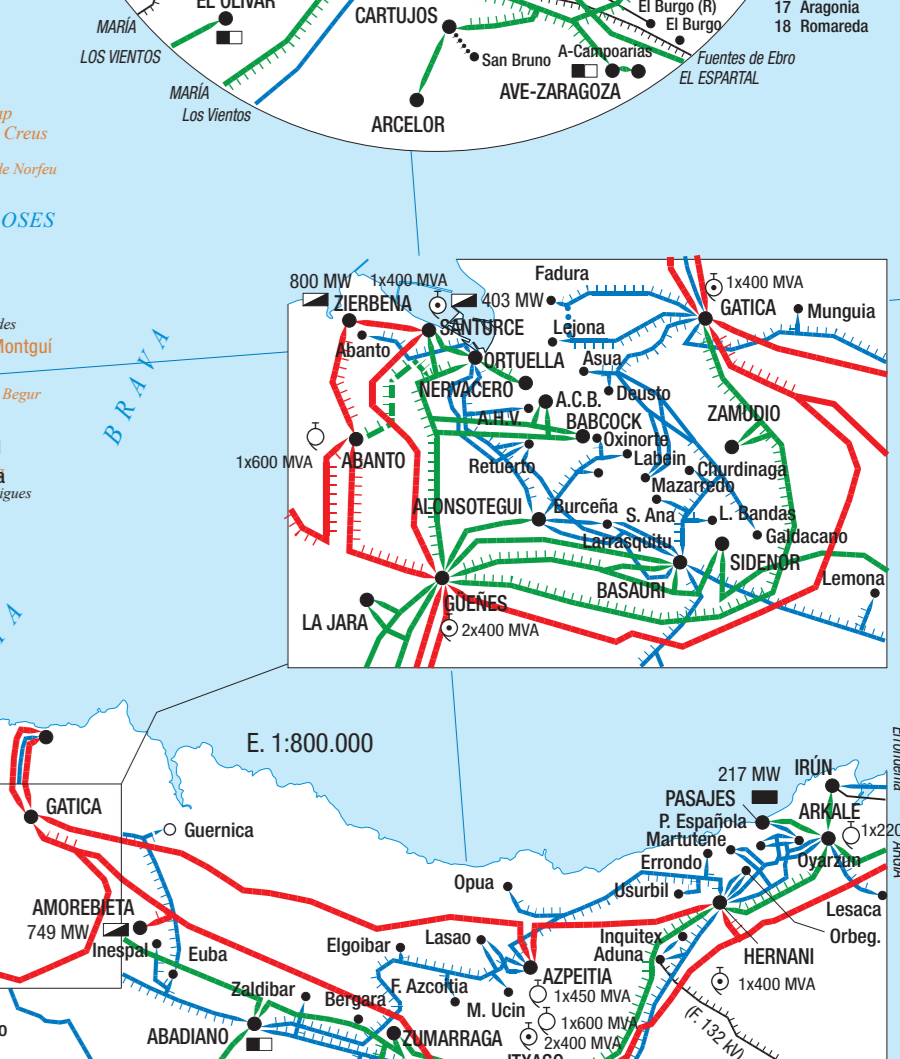 EL OLIVAR
MARÍA
LOS VIENTOS
MARÍA
Los Vientos
CARTUJOS
San Bruno
ARCELOR
A-Campoarias
AVE-ZARAGOZA
El Burgo (R)
El Burgo
Fuentes de Ebro
EL ESPARTAL
17 Aragonia
18 Romareda
Creus
de Norfeu
BRAVA
Begur
800 MW
ZIERBENA
1x400 MVA
403 MW
SANTURCE
Abanto
ORTUELLA
Fadura
Lejona
Asua
Deusto
1x400 MVA
GATICA
Munguia
NERVACERO
A.C.B.
A.H.V.
BABCOCK
Oxinorte
ZAMUDIO
1x600 MVA
ABANTO
Retuerto
Labein
Churdinaga
Mazarredo
ALONSOTEGUI
Burceña
S. Ana
L. Bandas
Galdacano
Larrasquitu
SIDENOR
BASAURI
Lemona
GÜEÑES
LA JARA
2x400 MVA
E. 1:800.000
GATICA
Guernica
AMOREBIETA
749 MW
Inespal
Euba
Zaldibar
Bergara
ABADIANO
ZUMARRAGA
Elgoibar
Lasao
F. Azcoitia
M. Ucin
Opua
AZPEITIA
1x450 MVA
1x600 MVA
2x400 MVA
217 MW
IRÚN
PASAJES
P. Española
ARKALE
1x220
Martutene
Errondo
Oyarzun
Usurbil
Lesaca
Orbeg.
Inquitex
Aduna
HERNANI
1x400 MVA
(F. 132 kV)